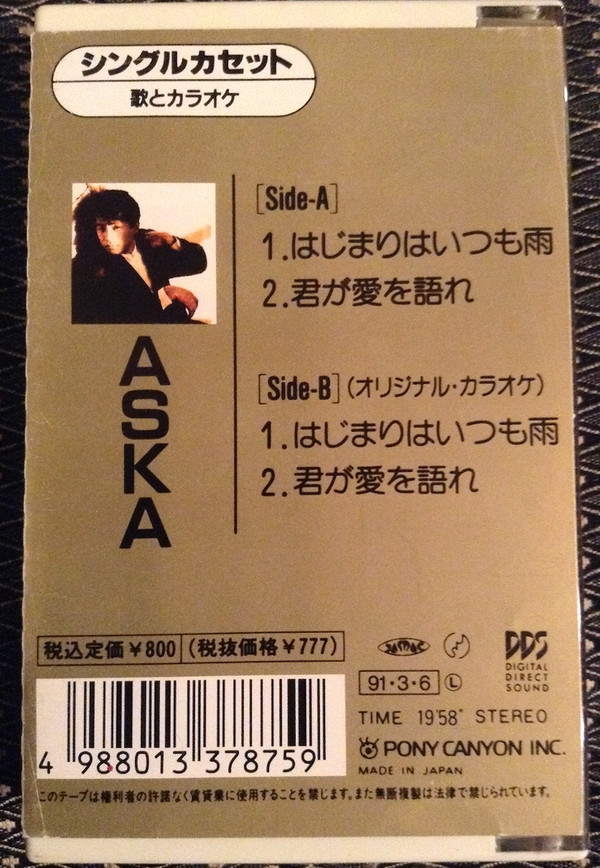 シングルカセット
歌とカラオケ
[Side-A]
1.はじまりはいつも雨
2.君が愛を語れ
ASKA
[Side-B](オリジナル・カラオケ)
1.はじまりはいつも雨
2.君が愛を語れ
税込定価￥800 (税抜価格￥777)
DDS
DIGITAL
DIRECT
SOUND
91・3・6 Ⓛ
TIME 19'58" STEREO
PONY CANYON INC.
MADE IN JAPAN
4 988013 378759
このテープは権利者の許諾なく賃貸業に使用することを禁じます。また無断複製は法律で禁じられています。